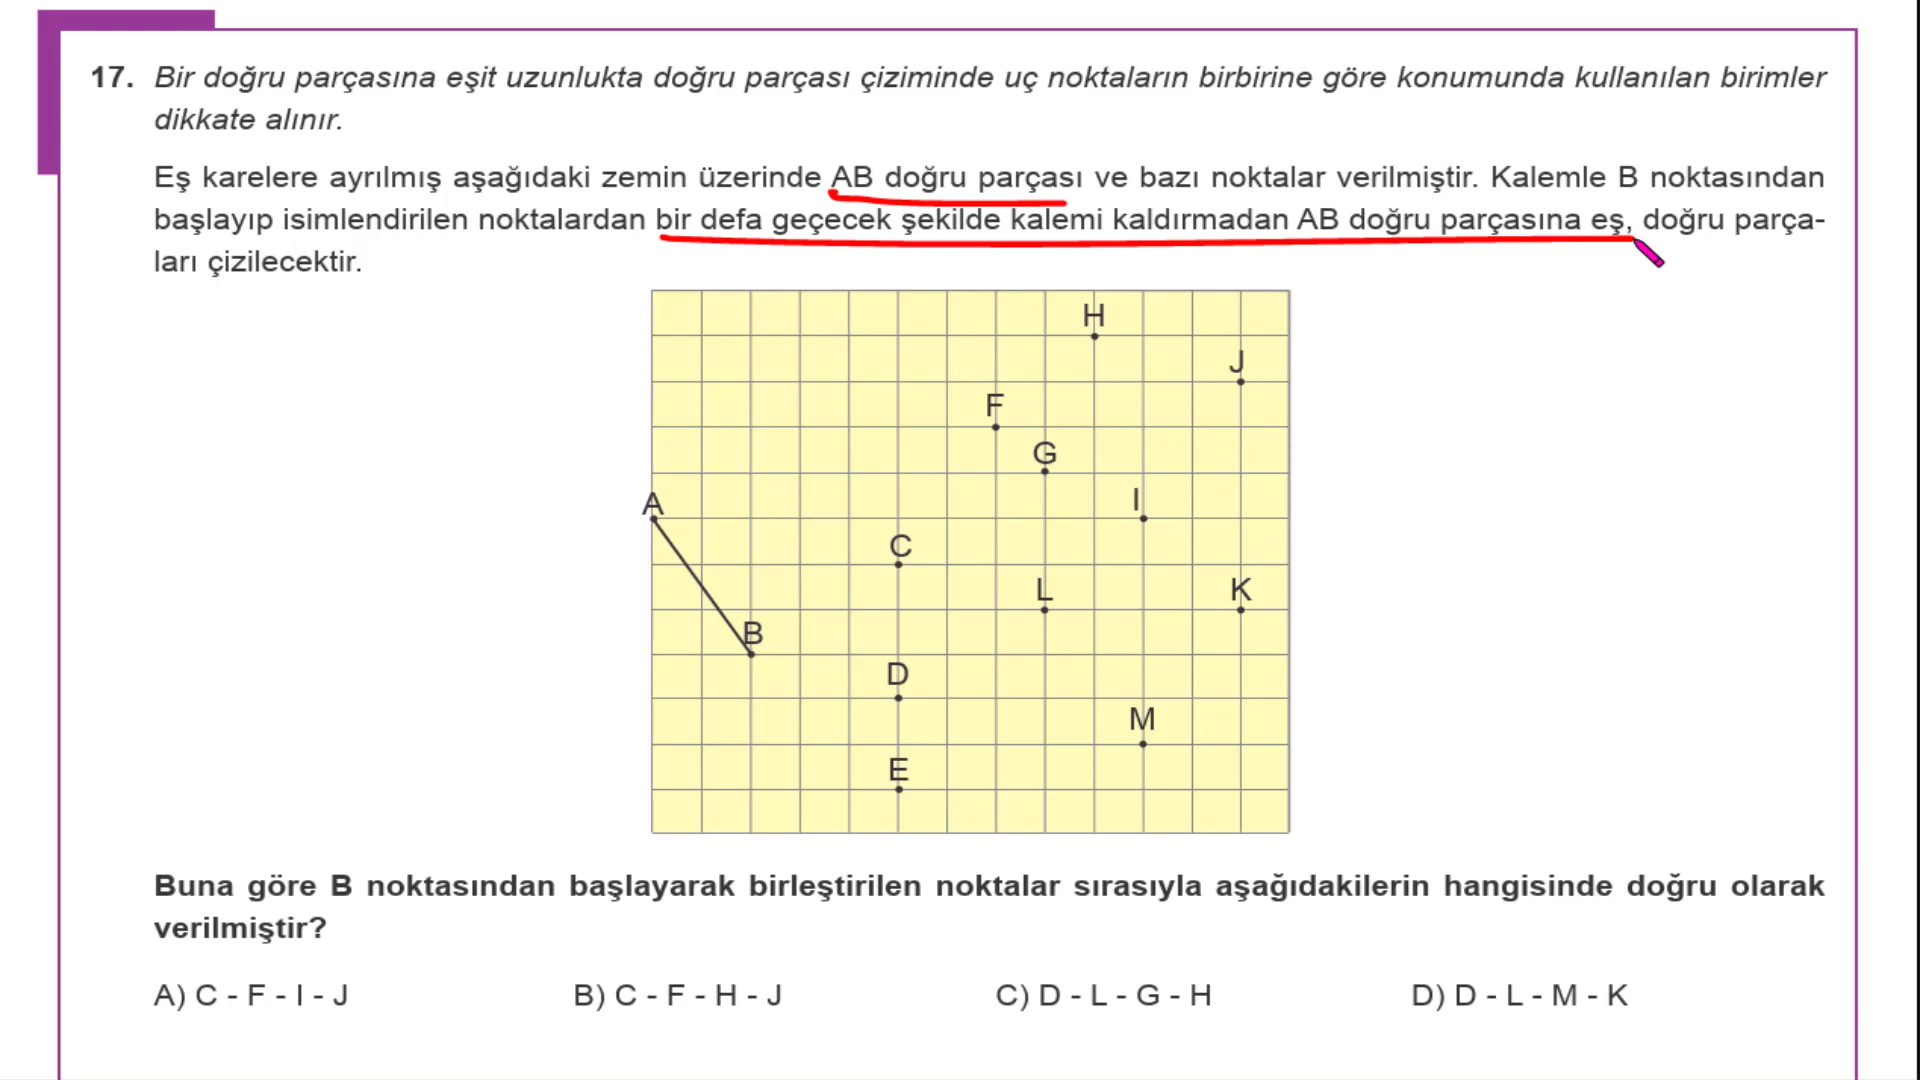 17. Bir doğru parçasına eşit uzunlukta doğru parçası çiziminde uç noktaların birbirine göre konumunda kullanılan birimler
dikkate alınır.
Eş karelere ayrılmış aşağıdaki zemin üzerinde AB doğru parçası ve bazı noktalar verilmiştir. Kalemle B noktasından
başlayıp isimlendirilen noktalardan bir defa geçecek şekilde kalemi kaldırmadan AB doğru parçasına eş, doğru parça-
ları çizilecektir.
H
J
F
G
A
I
C
L
K
B
D
M
E
Buna göre B noktasından başlayarak birleştirilen noktalar sırasıyla aşağıdakilerin hangisinde doğru olarak
verilmiştir?
A) C - F - I - J B) C - F - H - J C) D - L - G - H D) D - L - M - K